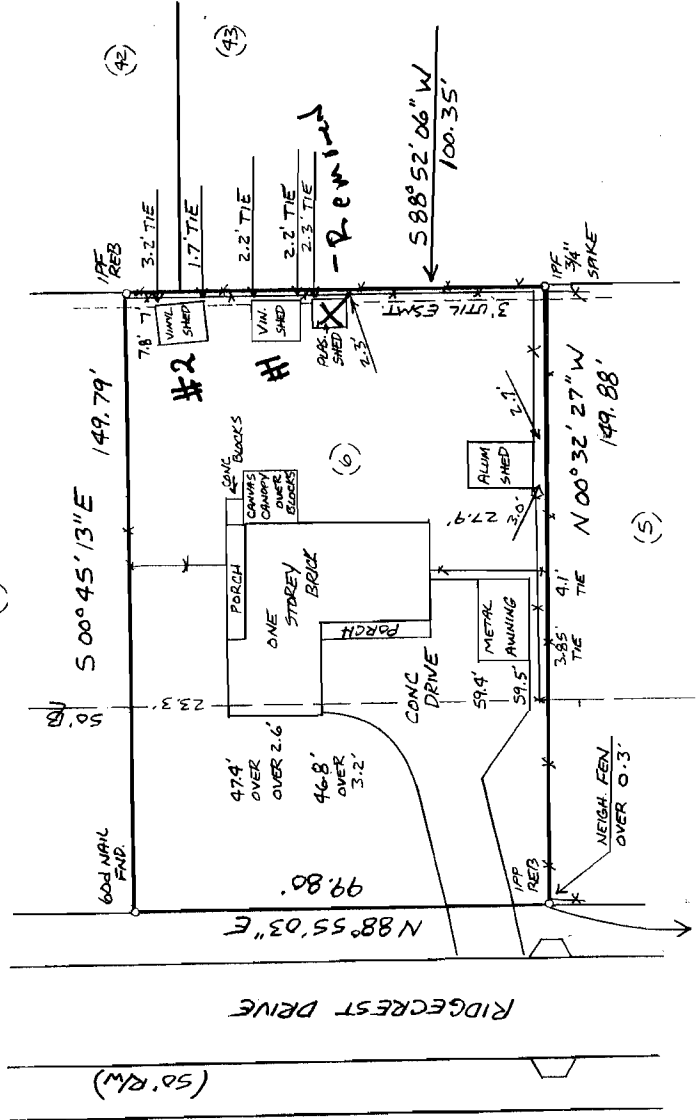 (42)
(43)
IPF
REB
3.2' TIE
1.7' TIE
2.2' TIE
2.2' TIE
2.3' TIE
S 88° 52' 06" W
100.35'
IPF
3/4"
SPIKE
S 00° 45' 13" E 149.79'
7.8'
7'
VINYL
SHED
#2
VIN.
SHED
#1
PLAS.
SHED
X
2.3'
3' UTIL ESMT.
CONC
BLOCKS
CANVAS
CANOPY
OVER
BLOCKS
(6)
ALUM
SHED
2.1'
3.0'
27.9'
N 00° 32' 27" W
149.88'
(5)
PORCH
ONE
STOREY
BRICK
PORCH
METAL
AWNING
4.1'
TIE
3.85'
TIE
CONC
DRIVE
59.4'
59.5'
50' B
23.3'
47.4'
OVER
OVER 2.6'
46.8'
OVER
3.2'
60d NAIL
FND.
99.80'
N 88° 55' 03" E
IPP
REB
NEIGH. FEN
OVER 0.3'
RIDGECREST DRIVE
(50' R/W)